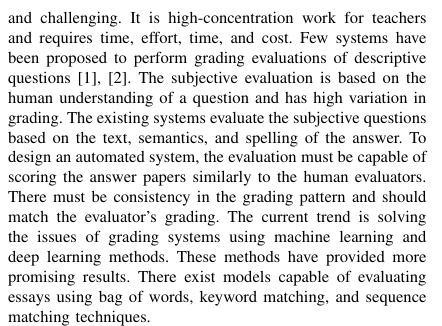 and challenging. It is high-concentration work for teachers
and requires time, effort, time, and cost. Few systems have
been proposed to perform grading evaluations of descriptive
questions [1], [2]. The subjective evaluation is based on the
human understanding of a question and has high variation in
grading. The existing systems evaluate the subjective questions
based on the text, semantics, and spelling of the answer. To
design an automated system, the evaluation must be capable of
scoring the answer papers similarly to the human evaluators.
There must be consistency in the grading pattern and should
match the evaluator's grading. The current trend is solving
the issues of grading systems using machine learning and
deep learning methods. These methods have provided more
promising results. There exist models capable of evaluating
essays using bag of words, keyword matching, and sequence
matching techniques.